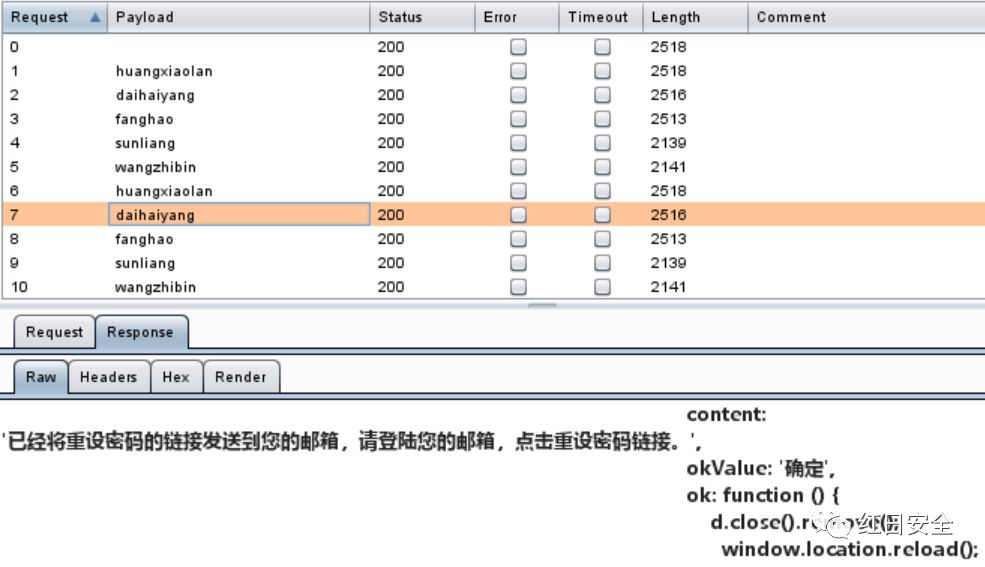 Request Payload Status Error Timeout Length Comment
0 200 2518
1 huangxiaolan 200 2518
2 daihaiyang 200 2516
3 fanghao 200 2513
4 sunliang 200 2139
5 wangzhibin 200 2141
6 huangxiaolan 200 2518
7 daihaiyang 200 2516
8 fanghao 200 2513
9 sunliang 200 2139
10 wangzhibin 200 2141
Request Response
Raw Headers Hex Render
content:
'已经将重设密码的链接发送到您的邮箱，请登陆您的邮箱，点击重设密码链接。',
okValue: '确定',
ok: function () {
d.close().remove();
红日安全
window.location.reload();